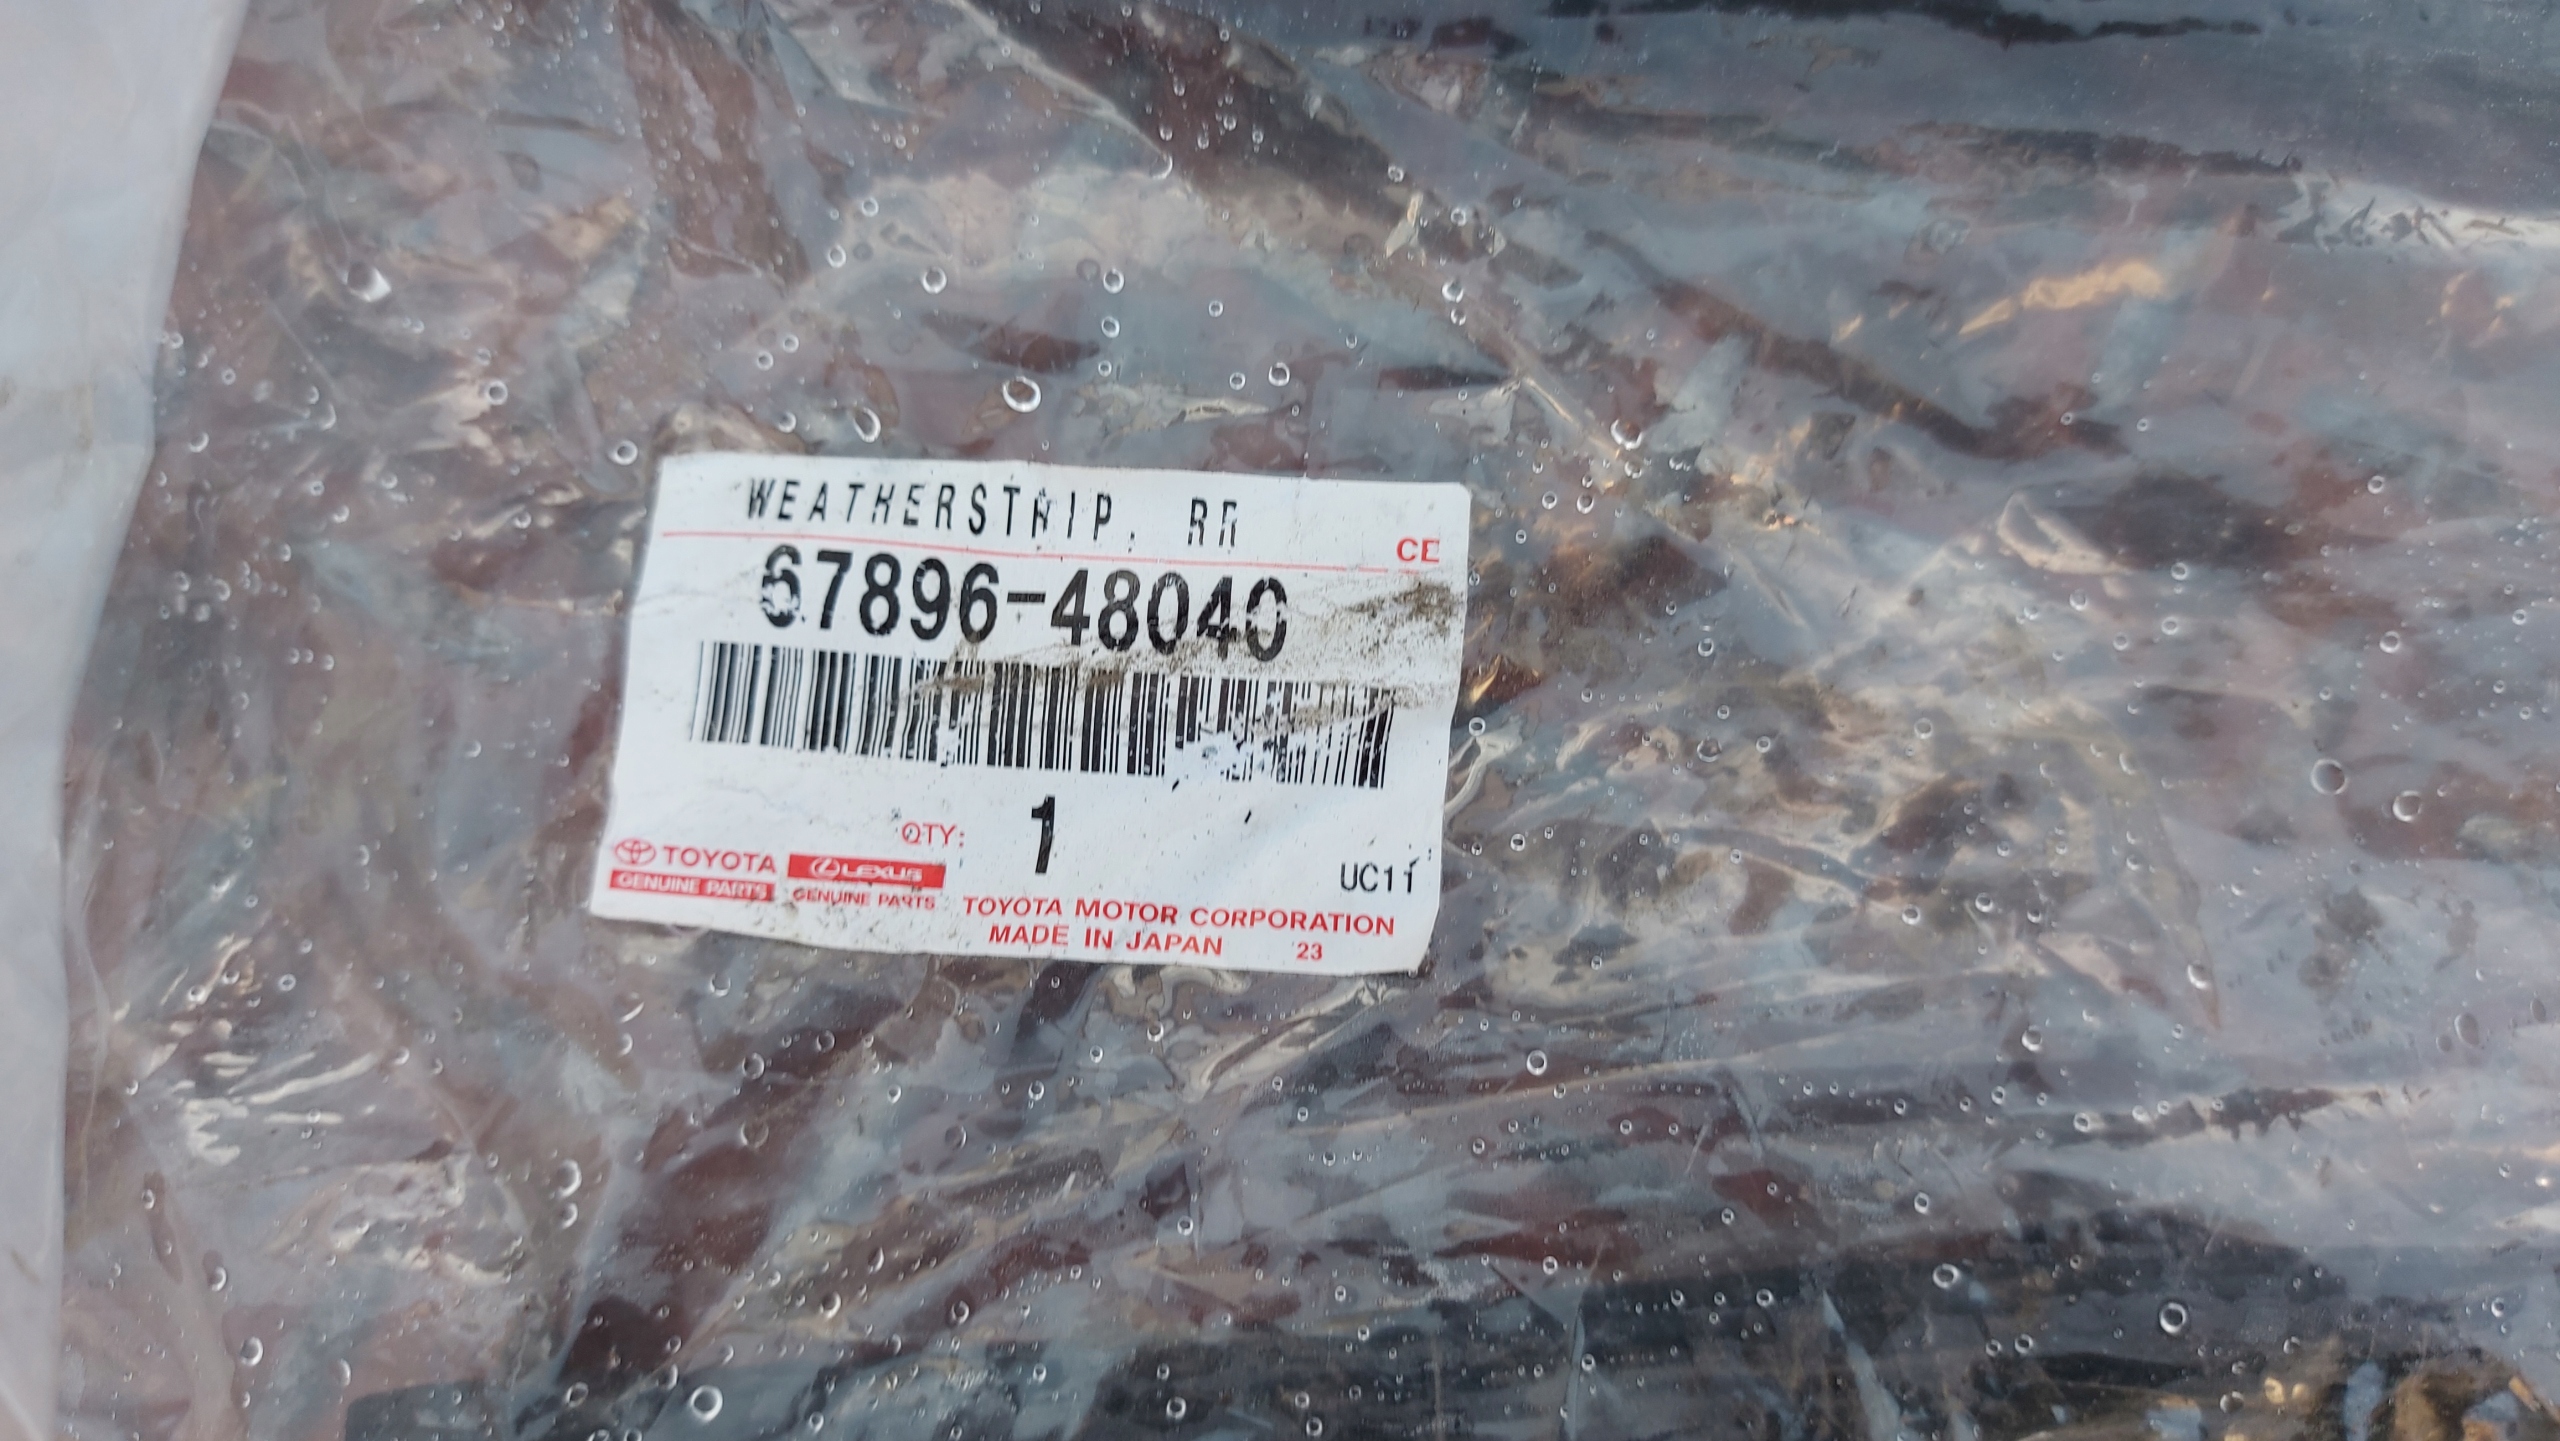 WEATHERSTRIP, RR
CE
67896-48040
QTY: 1
TOYOTA
GENUINE PARTS
LEXUS
GENUINE PARTS
UC11
TOYOTA MOTOR CORPORATION
MADE IN JAPAN 23